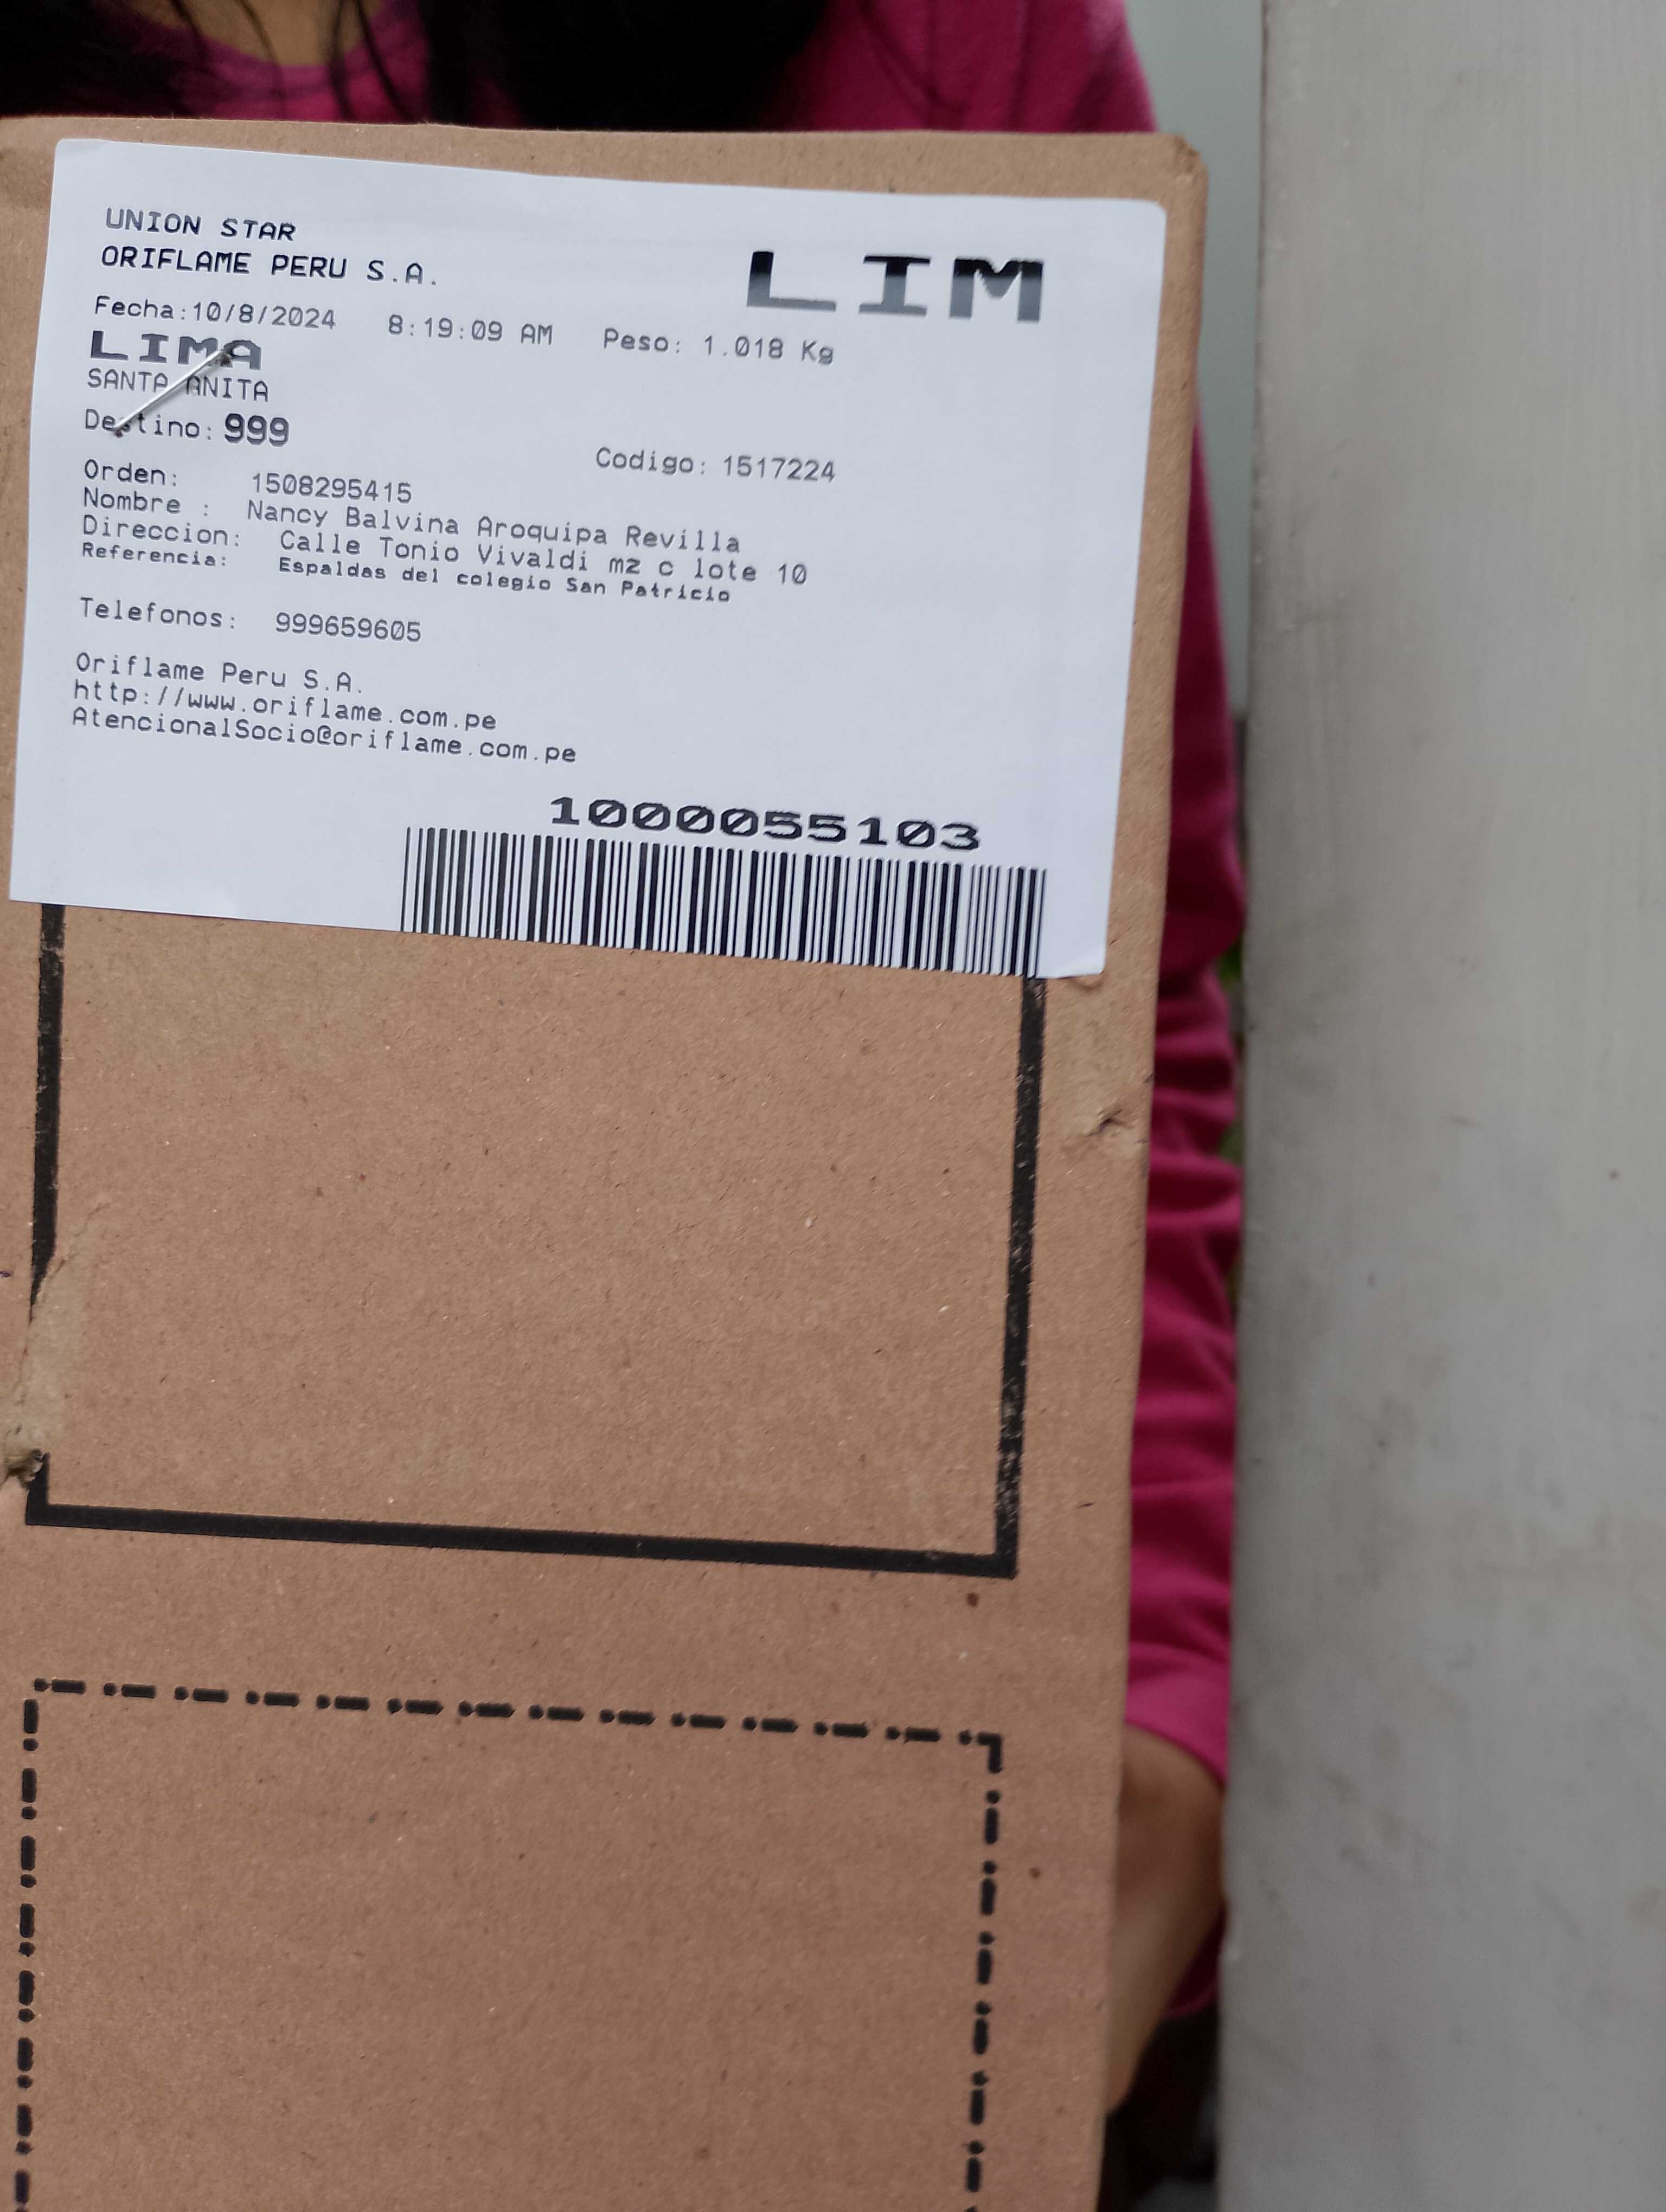 UNION STAR
ORIFLAME PERU S.A.
LIM
Fecha:10/8/2024 8:19:09 AM Peso: 1.018 Kg
LIMA
SANTA ANITA
Destino: 999
Codigo: 1517224
Orden: 1508295415
Nombre : Nancy Balvina Aroquipa Revilla
Direccion: Calle Tonio Vivaldi mz c lote 10
Referencia: Espaldas del colegio San Patricio
Telefonos: 999659605
Oriflame Peru S.A.
http://www.oriflame.com.pe
AtencionalSocio@oriflame.com.pe
1000055103